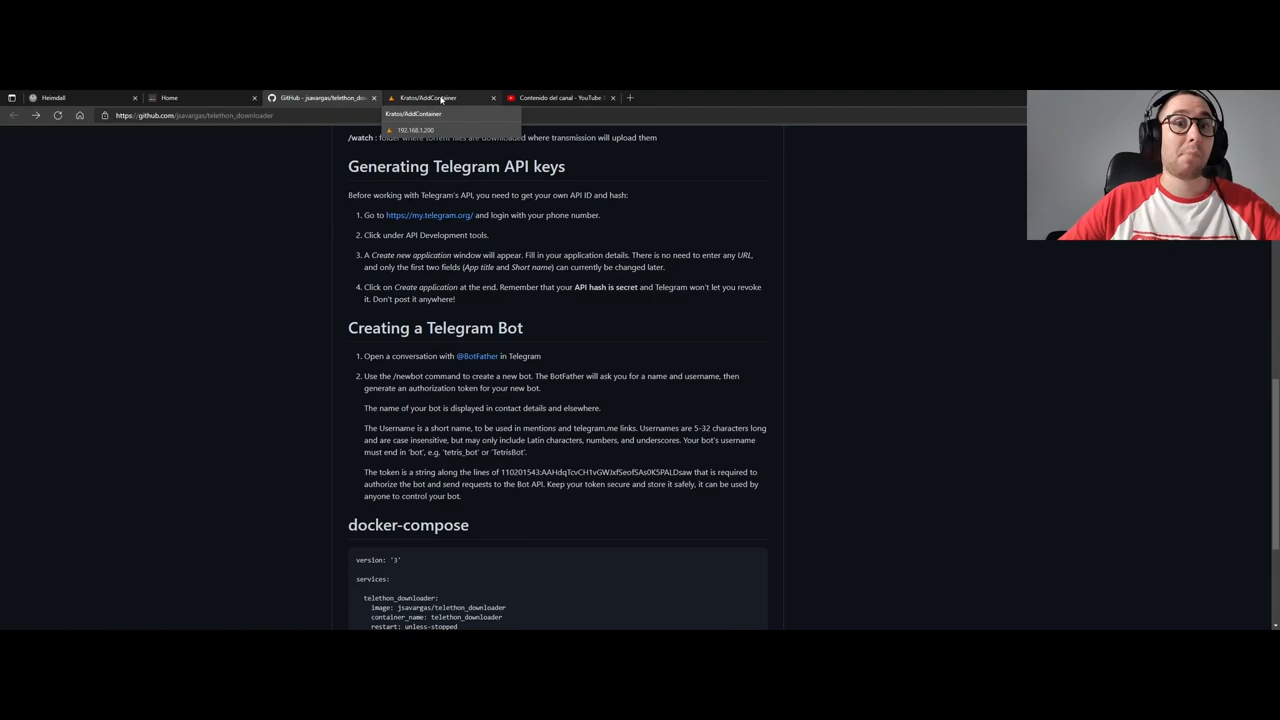 Heimdall
Home
GitHub - jsavargas/telethon_dow
Kratos/AddContainer
Contenido del canal - YouTube S
https://github.com/jsavargas/telethon_downloader
Kratos/AddContainer
192.168.1.200
/watch : folder where torrent files are downloaded where transmission will upload them
Generating Telegram API keys
Before working with Telegram's API, you need to get your own API ID and hash:
1. Go to https://my.telegram.org/ and login with your phone number.
2. Click under API Development tools.
3. A Create new application window will appear. Fill in your application details. There is no need to enter any URL,
and only the first two fields (App title and Short name) can currently be changed later.
4. Click on Create application at the end. Remember that your API hash is secret and Telegram won't let you revoke
it. Don't post it anywhere!
Creating a Telegram Bot
1. Open a conversation with @BotFather in Telegram
2. Use the /newbot command to create a new bot. The BotFather will ask you for a name and username, then
generate an authorization token for your new bot.
The name of your bot is displayed in contact details and elsewhere.
The Username is a short name, to be used in mentions and telegram.me links. Usernames are 5-32 characters long
and are case insensitive, but may only include Latin characters, numbers, and underscores. Your bot's username
must end in 'bot', e.g. 'tetris_bot' or 'TetrisBot'.
The token is a string along the lines of 110201543:AAHdqTcvCH1vGWJxfSeofSAs0K5PALDsaw that is required to
authorize the bot and send requests to the Bot API. Keep your token secure and store it safely, it can be used by
anyone to control your bot.
docker-compose
version: '3'
services:
telethon_downloader:
image: jsavargas/telethon_downloader
container_name: telethon_downloader
restart: unless-stopped